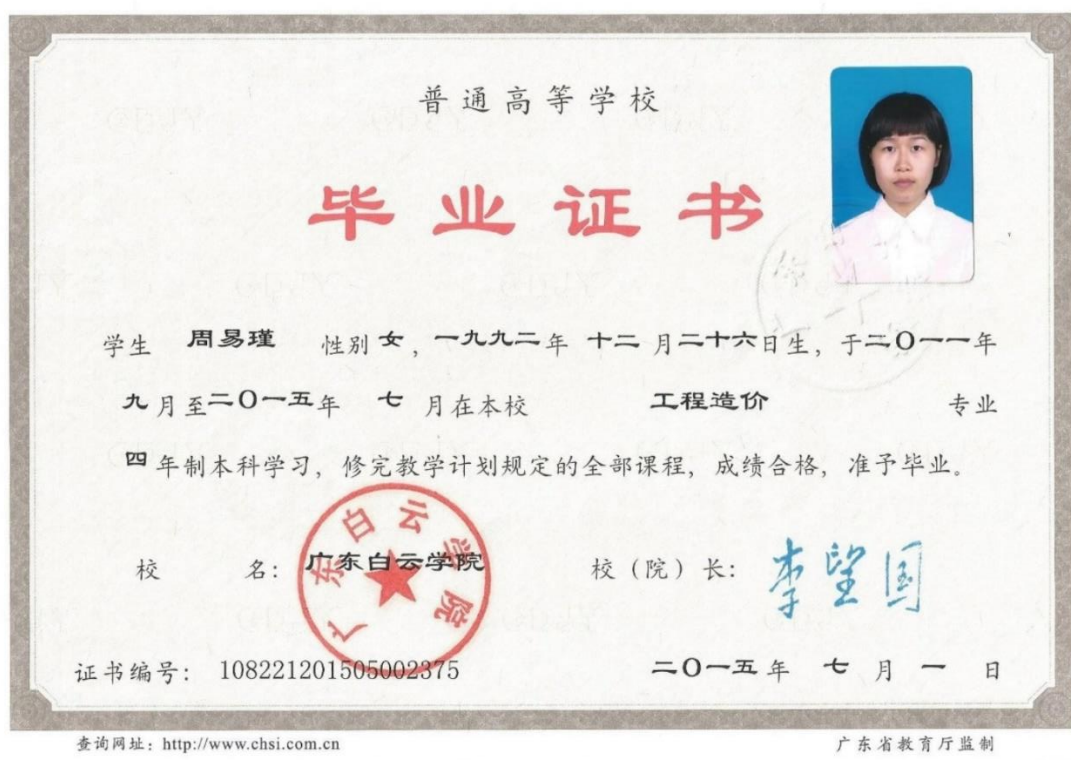 普通高等学校
毕业证书
学生 周易瑾 性别 女，一九九二年 十二月二十六日生，于二〇一一年
九月至二〇一五年 七 月在本校 工程造价 专业
四年制本科学习，修完教学计划规定的全部课程，成绩合格，准予毕业。
校 名：广东白云学院 校（院）长：李望国
广东白云学院
证书编号：108221201505002375 二〇一五年 七 月 一 日
查询网址：http://www.chsi.com.cn 广东省教育厅监制